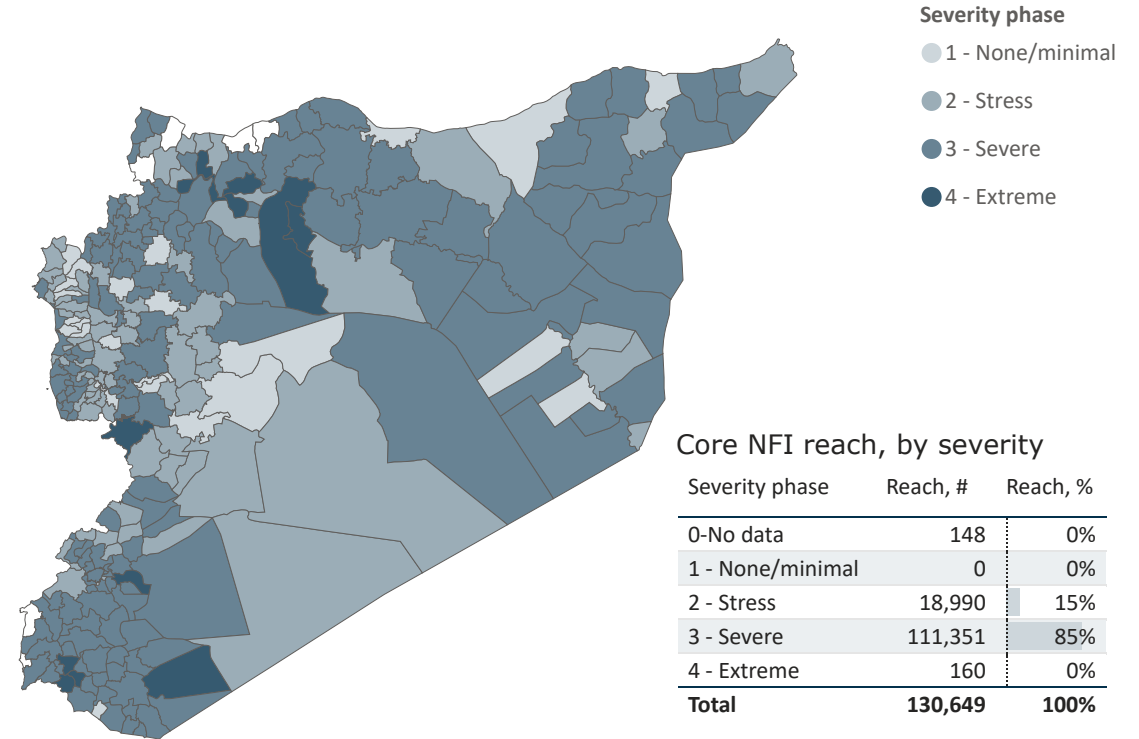 Severity phase
1 - None/minimal
2 - Stress
3 - Severe
4 - Extreme
Core NFI reach, by severity
Severity phase Reach, # Reach, %
0-No data 148 0%
1 - None/minimal 0 0%
2 - Stress 18,990 15%
3 - Severe 111,351 85%
4 - Extreme 160 0%
Total 130,649 100%